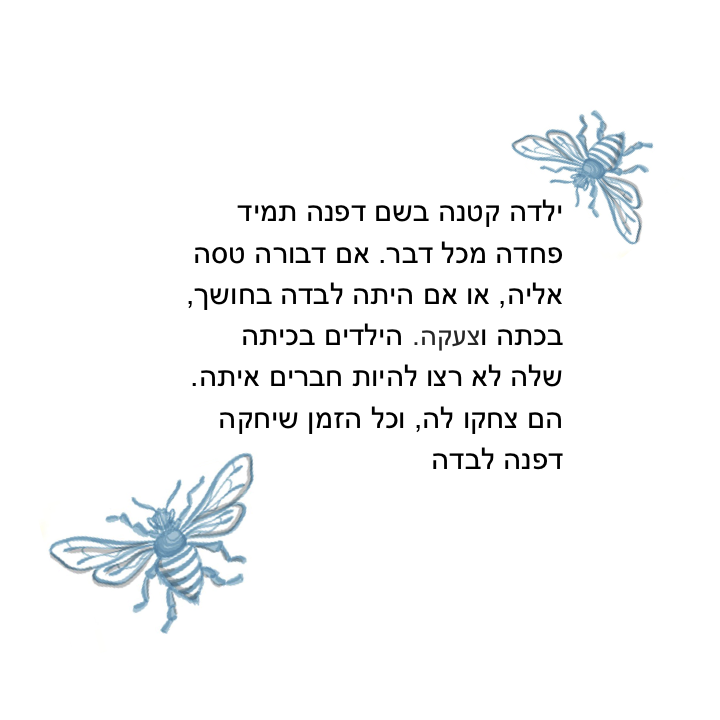 ילדה קטנה בשם דפנה תמיד
פחדה מכל דבר. אם דבורה טסה
אליה, או אם היתה לבדה בחושך,
בכתה וצעקה. הילדים בכיתה
שלה לא רצו להיות חברים איתה.
הם צחקו לה, וכל הזמן שיחקה
דפנה לבדה